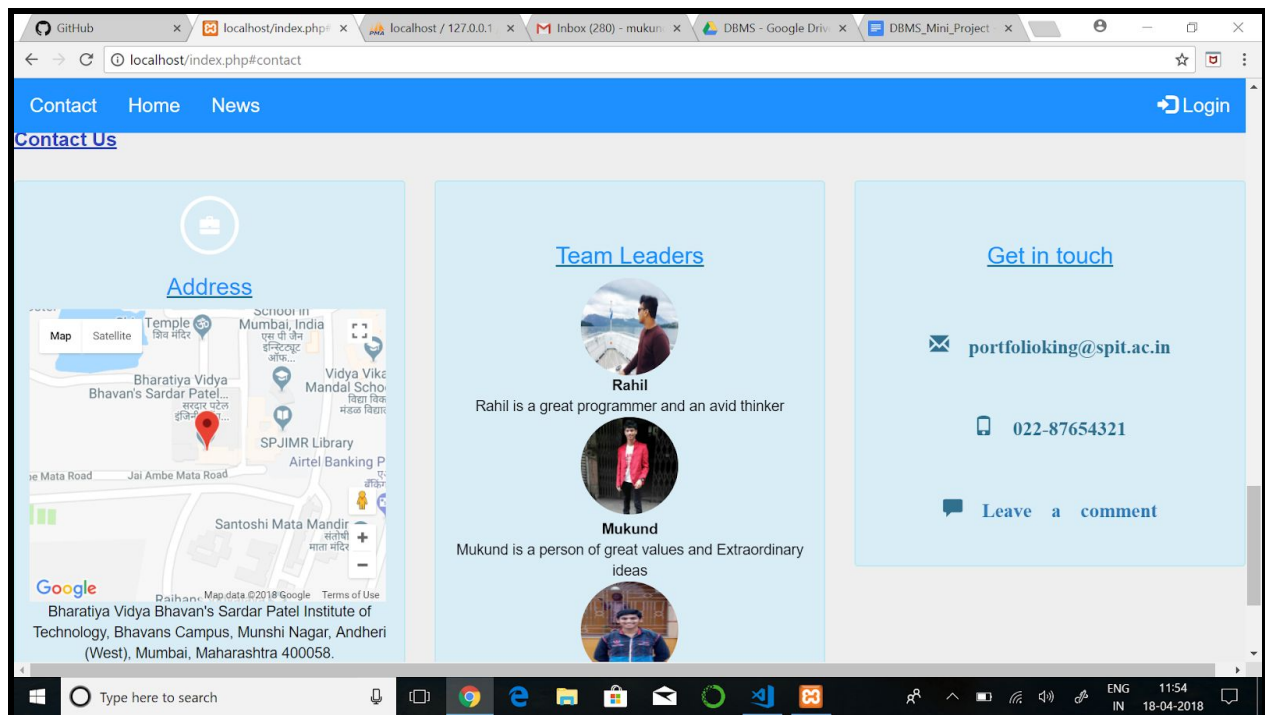 GitHub
localhost/index.php#
localhost / 127.0.0.1
Inbox (280) - mukun
DBMS - Google Driv
DBMS_Mini_Project -
localhost/index.php#contact
Contact Home News Login
Contact Us
Address
Map Satellite
Temple
शिव मंदिर
School in
Mumbai, India
एस पी जैन
इन्स्टिट्यूट
ऑफ...
Vidya Vika
Mandal Scho
विद्या विक
मंडळ विद्या
Bharatiya Vidya
Bhavan's Sardar Patel...
सरदार पटेल
SPJIMR Library
Airtel Banking P
ne Mata Road
Jai Ambe Mata Road
Santoshi Mata Mandir
संतोषी
माता मंदिर
Google
Map data ©2018 Google Terms of Use
Bharatiya Vidya Bhavan's Sardar Patel Institute of
Technology, Bhavans Campus, Munshi Nagar, Andheri
(West), Mumbai, Maharashtra 400058.
Team Leaders
Rahil
Rahil is a great programmer and an avid thinker
Mukund
Mukund is a person of great values and Extraordinary
ideas
Get in touch
portfolioking@spit.ac.in
022-87654321
Leave a comment
Type here to search
ENG
IN
11:54
18-04-2018